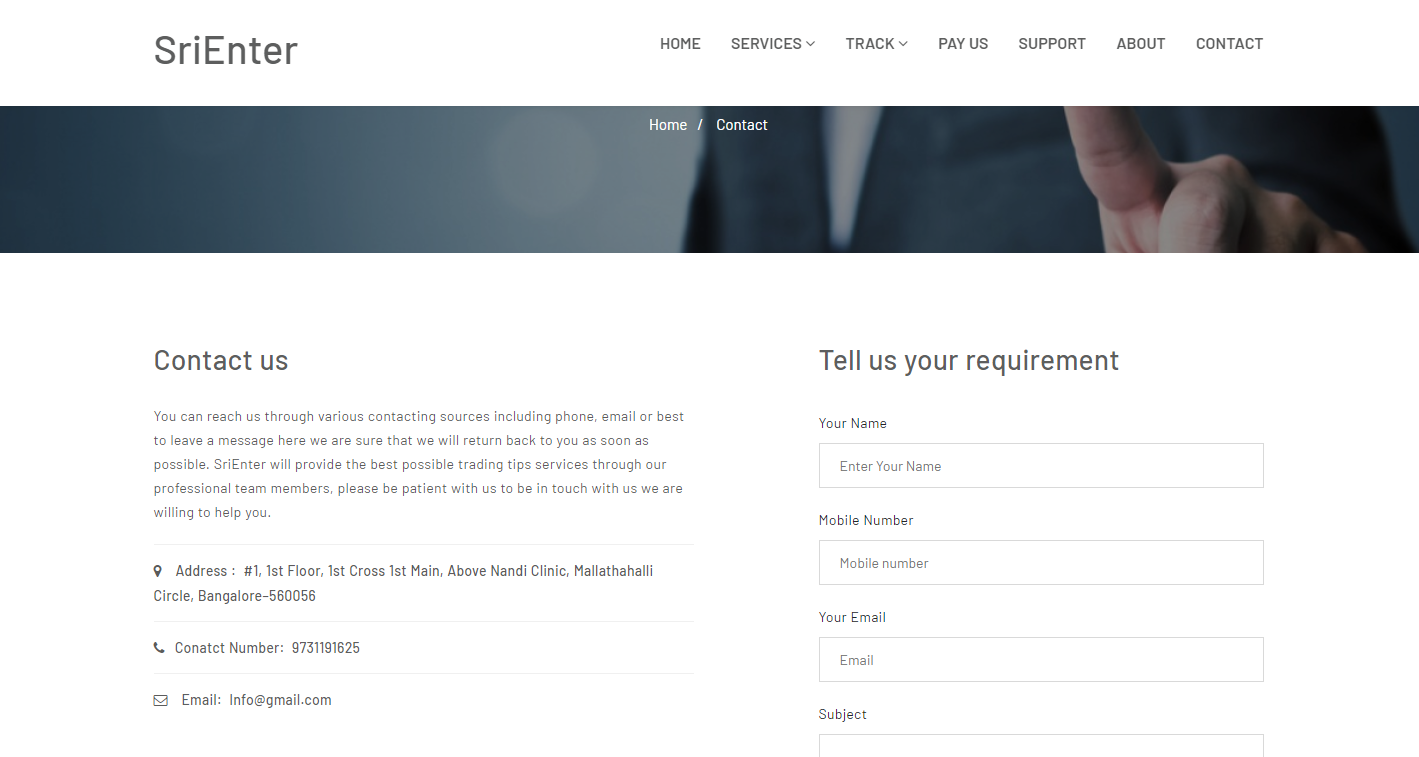 SriEnter
HOME SERVICES TRACK PAY US SUPPORT ABOUT CONTACT
Home / Contact
Contact us
You can reach us through various contacting sources including phone, email or best
to leave a message here we are sure that we will return back to you as soon as
possible. SriEnter will provide the best possible trading tips services through our
professional team members, please be patient with us to be in touch with us we are
willing to help you.
Address : #1, 1st Floor, 1st Cross 1st Main, Above Nandi Clinic, Mallathahalli
Circle, Bangalore-560056
Conatct Number: 9731191625
Email: Info@gmail.com
Tell us your requirement
Your Name
Enter Your Name
Mobile Number
Mobile number
Your Email
Email
Subject